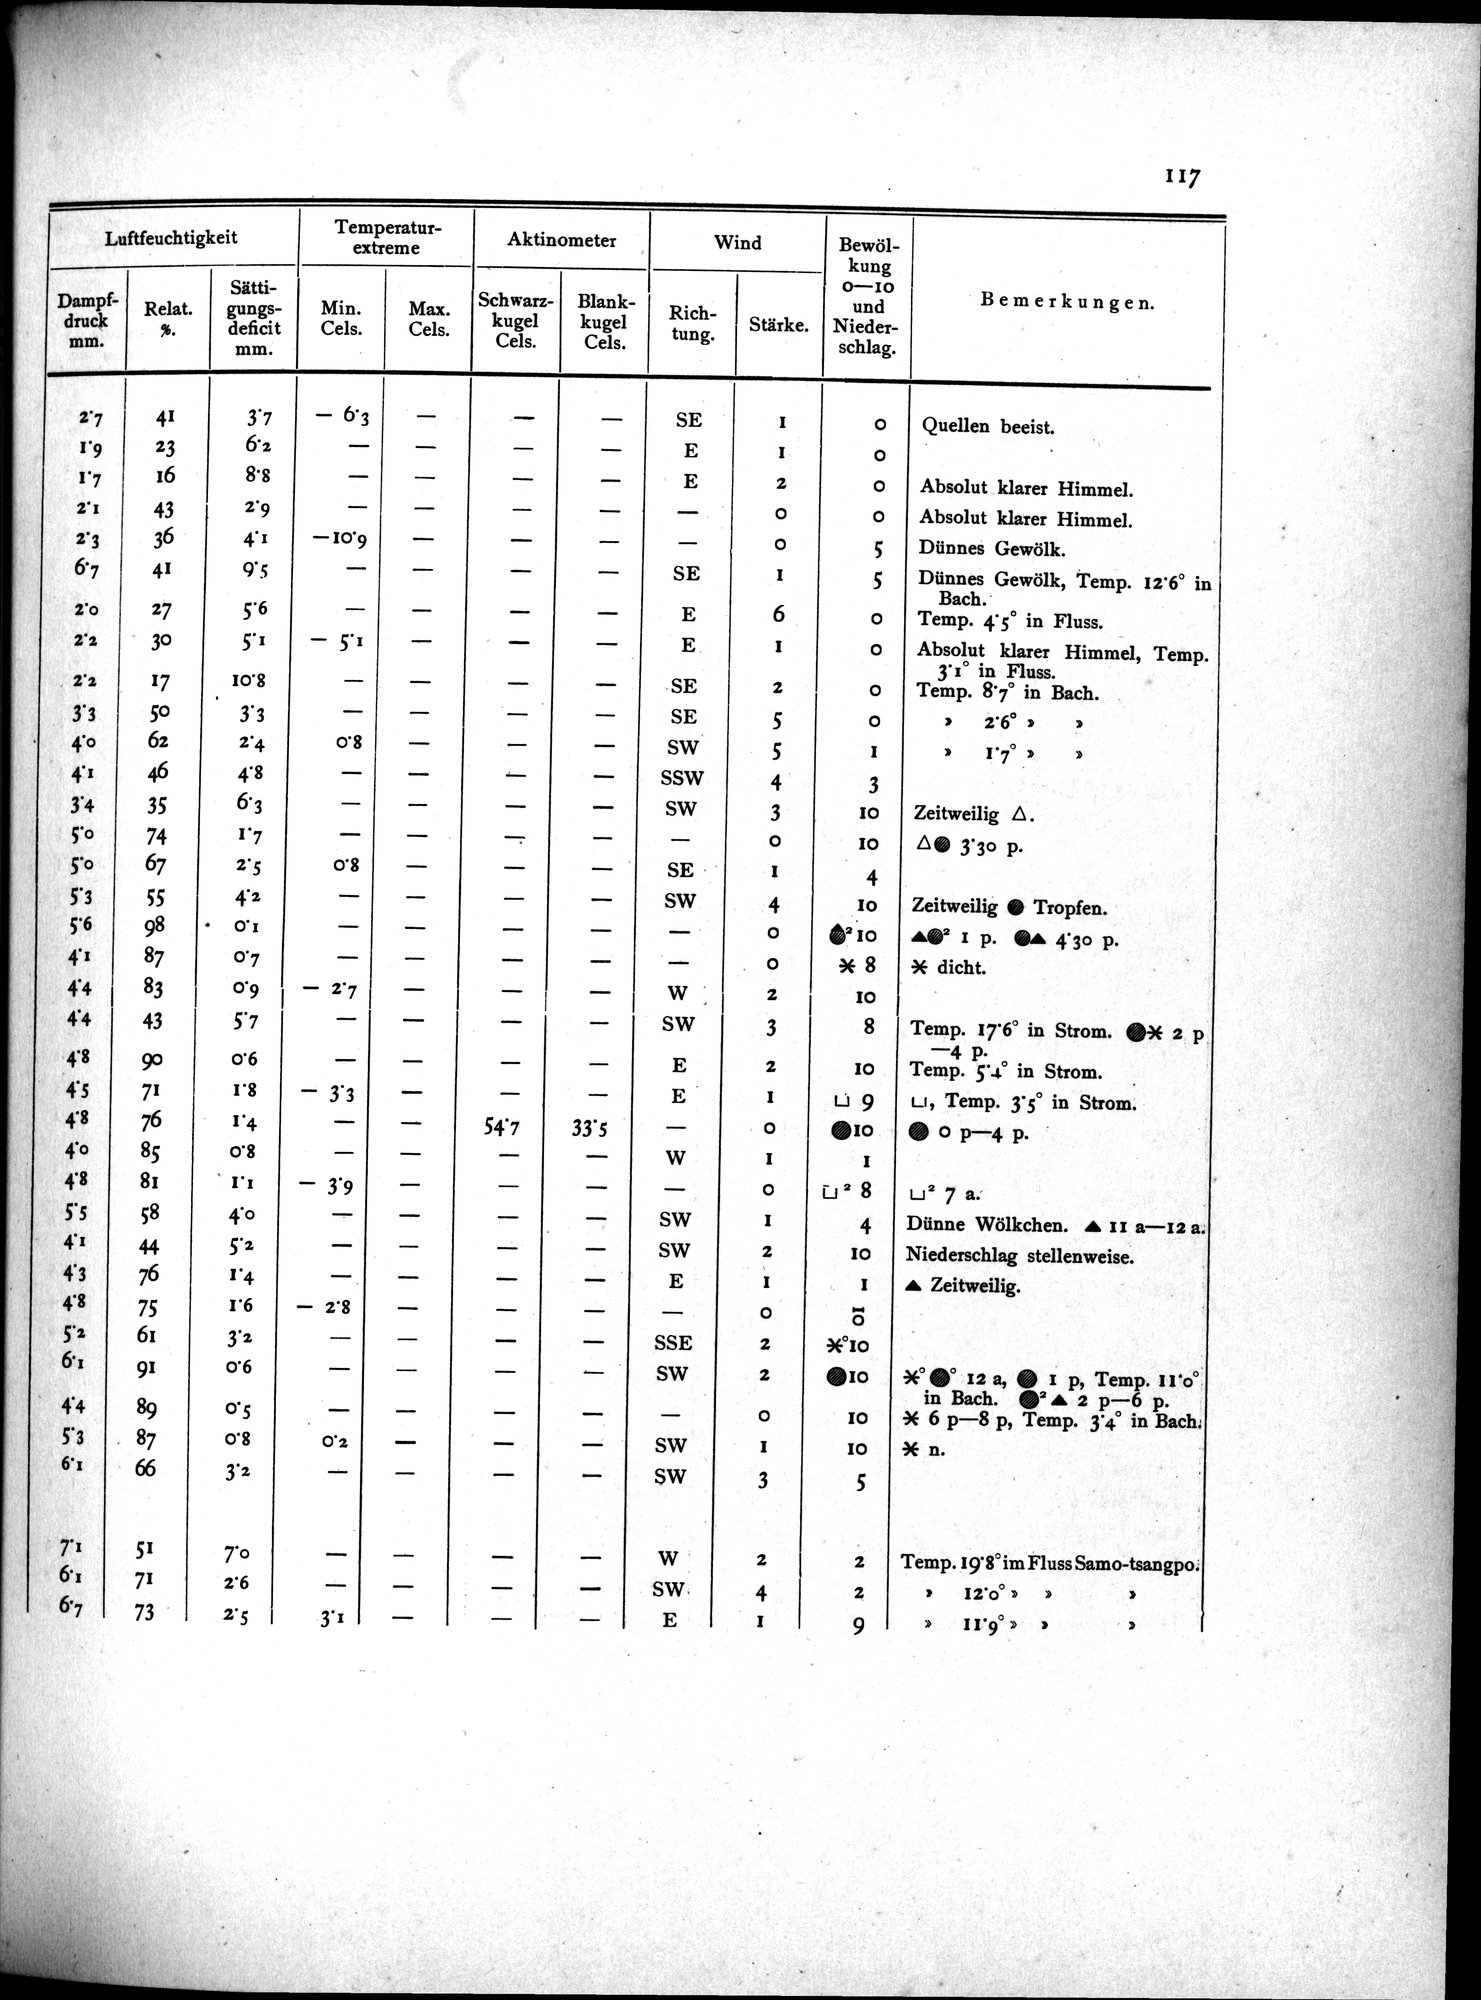 117
Luftfeuchtigkeit | Temperatur-extreme | Aktinometer | Wind | Bewöl-kung 0—10 und Nieder-schlag. | Bemerkungen.
Dampf-druck mm. | Relat. %. | Sätti-gungs-deficit mm. | Min. Cels. | Max. Cels. | Schwarz-kugel Cels. | Blank-kugel Cels. | Rich-tung. | Stärke.
2·7 41 3·7 — 6·3 — — — SE 1 0 Quellen beeist.
1·9 23 6·2 — — — — E 1 0
1·7 16 8·8 — — — — E 2 0 Absolut klarer Himmel.
2·1 43 2·9 — — — — — 0 0 Absolut klarer Himmel.
2·3 36 4·1 —10·9 — — — — 0 5 Dünnes Gewölk.
6·7 41 9·5 — — — — SE 1 5 Dünnes Gewölk, Temp. 12·6° in
Bach.
2·0 27 5·6 — — — — E 6 0 Temp. 4·5° in Fluss.
2·2 30 5·1 — 5·1 — — — E 1 0 Absolut klarer Himmel, Temp.
3·1° in Fluss.
2·2 17 10·8 — — — — SE 2 0 Temp. 8·7° in Bach.
3·3 50 3·3 — — — — SE 5 0 » 2·6° » »
4·0 62 2·4 0·8 — — — SW 5 1 » 1·7° » »
4·1 46 4·8 — — — — SSW 4 3
3·4 35 6·3 — — — — SW 3 10 Zeitweilig △.
5·0 74 1·7 — — — — — 0 10 △● 3·30 p.
5·0 67 2·5 0·8 — — — SE 1 4
5·3 55 4·2 — — — — SW 4 10 Zeitweilig ● Tropfen.
5·6 98 0·1 — — — — — 0 ▲●²10 ▲●² 1 p. ●▲ 4·30 p.
4·1 87 0·7 — — — — — 0 ✶ 8 ✶ dicht.
4·4 83 0·9 — 2·7 — — — W 2 10
4·4 43 5·7 — — — — SW 3 8 Temp. 17·6° in Strom. ●✶ 2 p
—4 p.
4·8 90 0·6 — — — — E 2 10 Temp. 5·4° in Strom.
4·5 71 1·8 — 3·3 — — — E 1 ⊔ 9 ⊔, Temp. 3·5° in Strom.
4·8 76 1·4 — — 54·7 33·5 — 0 ●10 ● 0 p—4 p.
4·0 85 0·8 — — — — W 1 1
4·8 81 1·1 — 3·9 — — — — 0 ⊔² 8 ⊔² 7 a.
5·5 58 4·0 — — — — SW 1 4 Dünne Wölkchen. ▲ 11 a—12 a.
4·1 44 5·2 — — — — SW 2 10 Niederschlag stellenweise.
4·3 76 1·4 — — — — E 1 1 ▲ Zeitweilig.
4·8 75 1·6 — 2·8 — — — — 0 0
5·2 61 3·2 — — — — SSE 2 ✶°10
6·1 91 0·6 — — — — SW 2 ●10 ✶°●° 12 a, ● 1 p, Temp. 11·0°
in Bach. ●²▲ 2 p—6 p.
4·4 89 0·5 — — — — — 0 10 ✶ 6 p—8 p, Temp. 3·4° in Bach.
5·3 87 0·8 0·2 — — — SW 1 10 ✶ n.
6·1 66 3·2 — — — — SW 3 5
7·1 51 7·0 — — — — W 2 2 Temp. 19·8° im Fluss Samo-tsangpo.
6·1 71 2·6 — — — — SW 4 2 » 12·0° » » »
6·7 73 2·5 3·1 — — — E 1 9 » 11·9° » » »